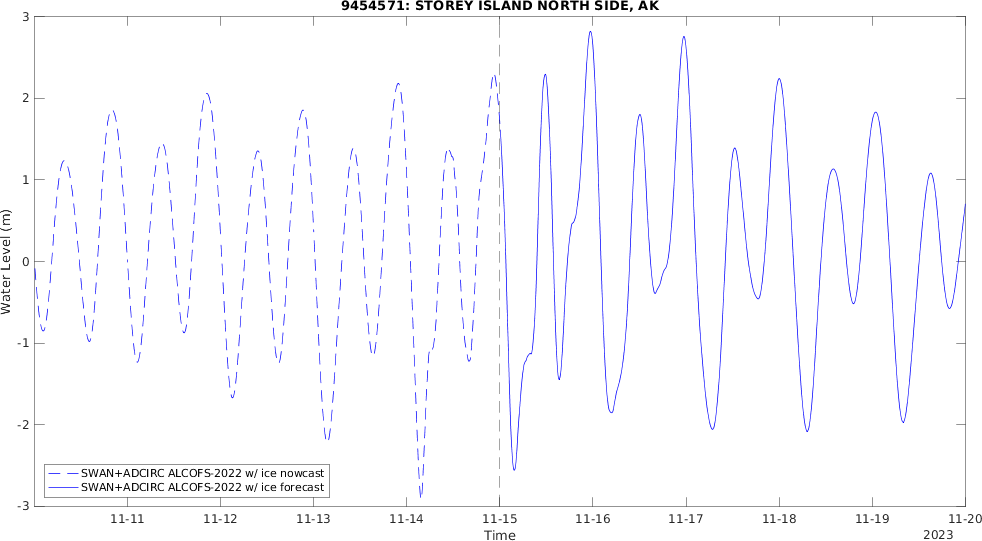 9454571: STOREY ISLAND NORTH SIDE, AK
3
2
1
0
-1
-2
-3
Water Level (m)
SWAN+ADCIRC ALCOFS-2022 w/ ice nowcast
SWAN+ADCIRC ALCOFS-2022 w/ ice forecast
11-11 11-12 11-13 11-14 11-15 11-16 11-17 11-18 11-19 11-20
Time
2023